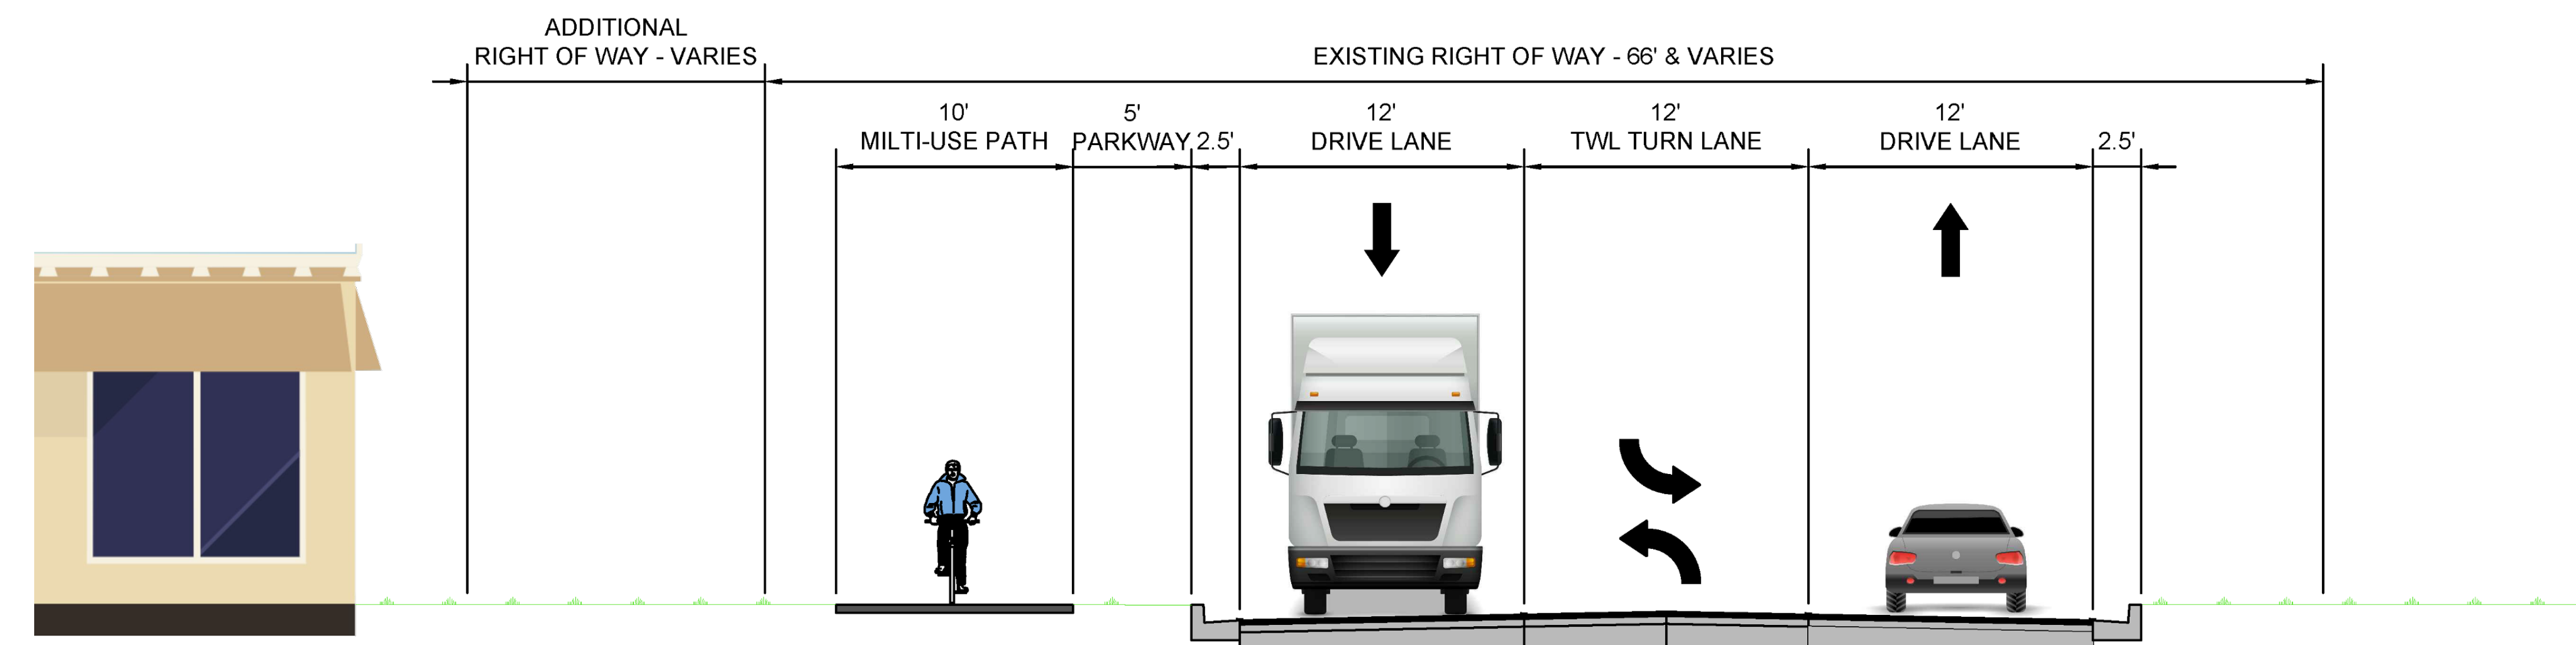 ADDITIONAL
RIGHT OF WAY - VARIES
EXISTING RIGHT OF WAY - 66' & VARIES
10'
MILTI-USE PATH
5'
PARKWAY
2.5'
12'
DRIVE LANE
12'
TWL TURN LANE
12'
DRIVE LANE
2.5'